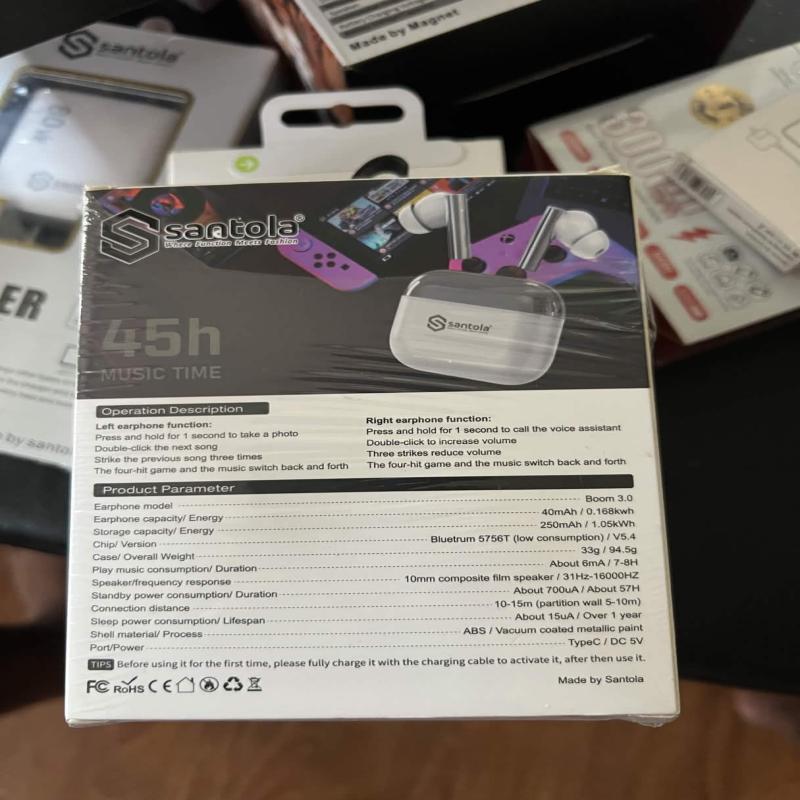 santola
60W
Made by Magnet
300
santola®
Where Function Meets Fashion
santola
45h
MUSIC TIME
ER
Operation Description
Left earphone function:
Press and hold for 1 second to take a photo
Double-click the next song
Strike the previous song three times
The four-hit game and the music switch back and forth
Right earphone function:
Press and hold for 1 second to call the voice assistant
Double-click to increase volume
Three strikes reduce volume
The four-hit game and the music switch back and forth
by santola
Product Parameter
Earphone model Boom 3.0
Earphone capacity/ Energy 40mAh / 0.168kwh
Storage capacity/ Energy 250mAh / 1.05kWh
Chip/ Version Bluetrum 5756T (low consumption) / V5.4
Case/ Overall Weight 33g / 94.5g
Play music consumption/ Duration About 6mA / 7-8H
Speaker/frequency response 10mm composite film speaker / 31Hz-16000HZ
Standby power consumption/ Duration About 700uA / About 57H
Connection distance 10-15m (partition wall 5-10m)
Sleep power consumption/ Lifespan About 15uA / Over 1 year
Shell material/ Process ABS / Vacuum coated metallic paint
Port/Power TypeC / DC 5V
TIPS Before using it for the first time, please fully charge it with the charging cable to activate it, after then use it.
FC RoHS CE
Made by Santola